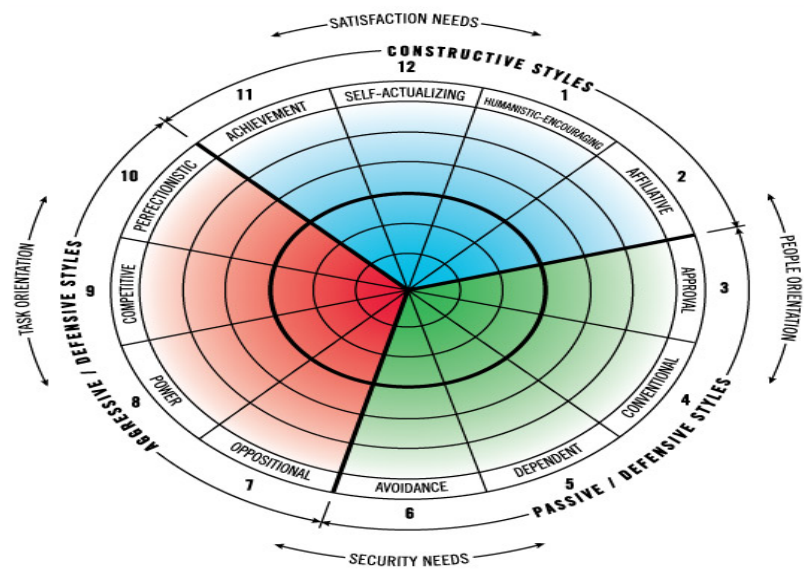 SATISFACTION NEEDS
CONSTRUCTIVE STYLES
12
11
1
SELF-ACTUALIZING
ACHIEVEMENT
HUMANISTIC-ENCOURAGING
10
2
PERFECTIONISTIC
AFFILIATIVE
TASK ORIENTATION
PEOPLE ORIENTATION
AGGRESSIVE / DEFENSIVE STYLES
9
COMPETITIVE
APPROVAL
3
8
POWER
CONVENTIONAL
4
OPPOSITIONAL
DEPENDENT
7
AVOIDANCE
5
6
PASSIVE / DEFENSIVE STYLES
SECURITY NEEDS